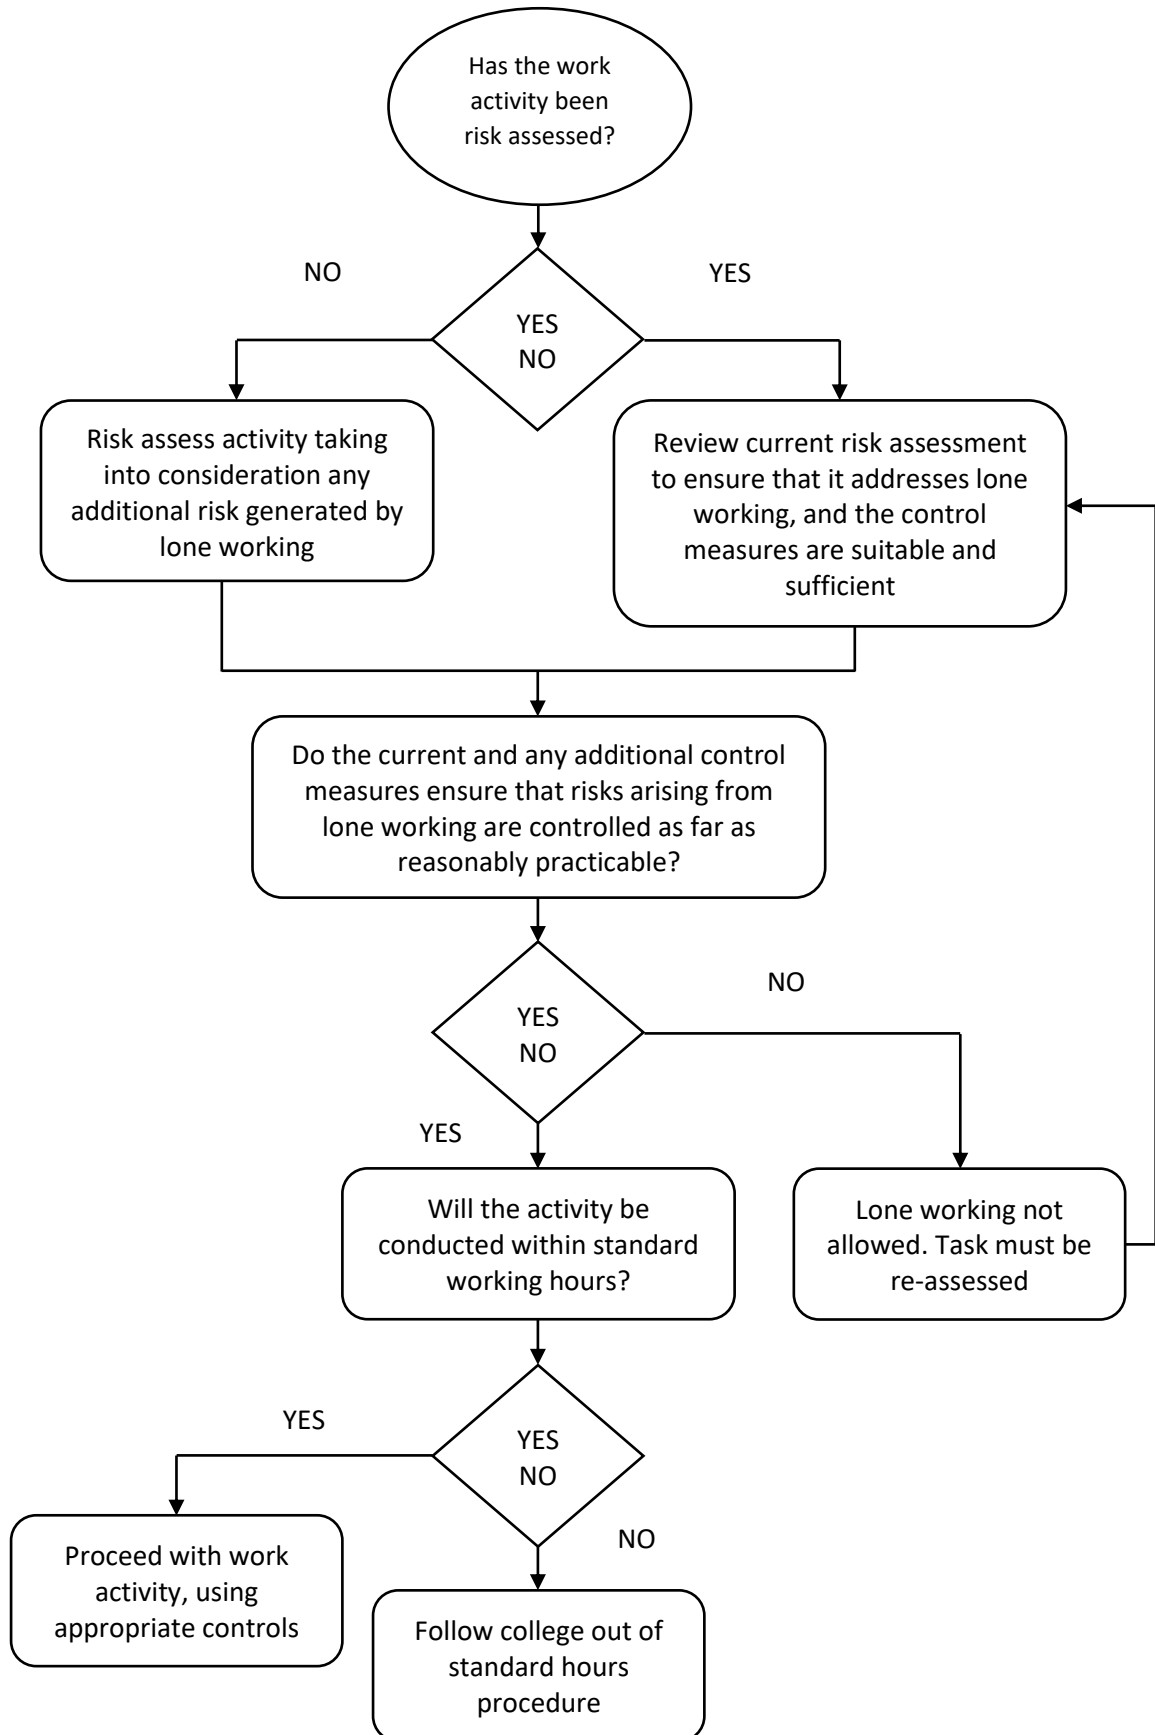 Has the work
activity been
risk assessed?
NO
YES
YES
NO
Risk assess activity taking
into consideration any
additional risk generated by
lone working
Review current risk assessment
to ensure that it addresses lone
working, and the control
measures are suitable and
sufficient
Do the current and any additional control
measures ensure that risks arising from
lone working are controlled as far as
reasonably practicable?
NO
YES
NO
YES
Will the activity be
conducted within standard
working hours?
Lone working not
allowed. Task must be
re-assessed
YES
YES
NO
NO
Proceed with work
activity, using
appropriate controls
Follow college out of
standard hours
procedure